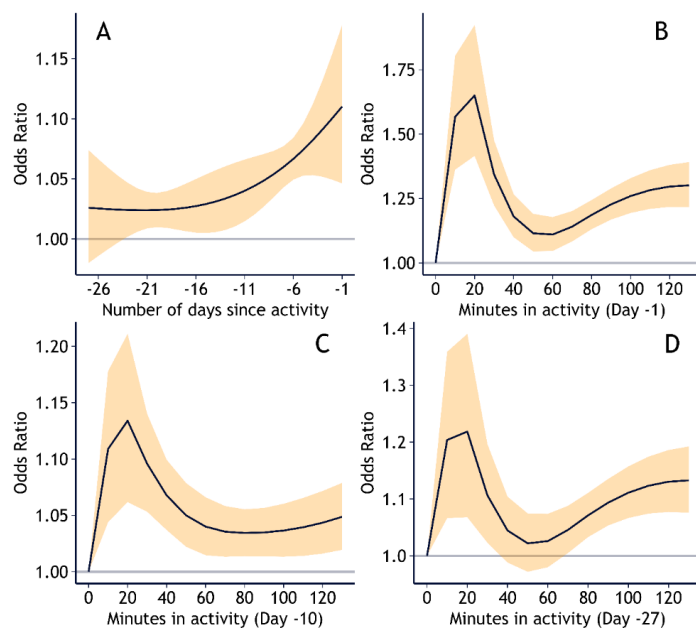 A
Odds Ratio
1.15
1.10
1.05
1.00
-26 -21 -16 -11 -6 -1
Number of days since activity
B
Odds Ratio
1.75
1.50
1.25
1.00
0 20 40 60 80 100 120
Minutes in activity (Day -1)
C
Odds Ratio
1.20
1.15
1.10
1.05
1.00
0 20 40 60 80 100 120
Minutes in activity (Day -10)
D
Odds Ratio
1.4
1.3
1.2
1.1
1.0
0 20 40 60 80 100 120
Minutes in activity (Day -27)